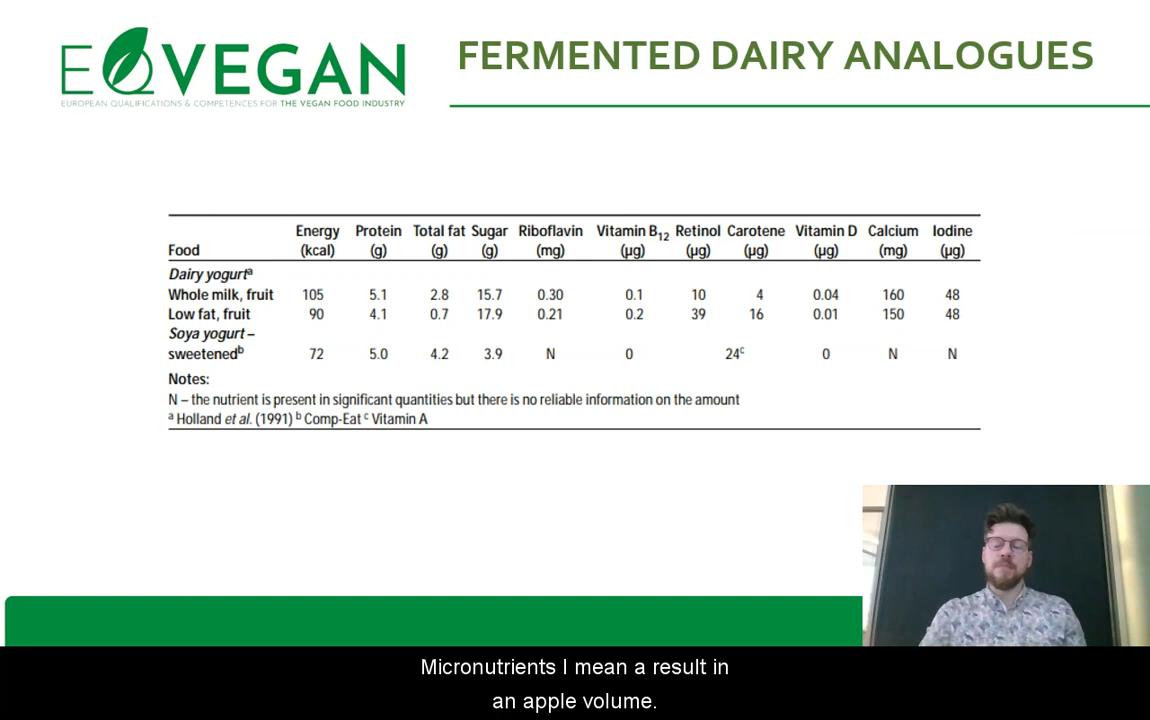 EQVEGAN
EUROPEAN QUALIFICATIONS & COMPETENCES FOR THE VEGAN FOOD INDUSTRY
FERMENTED DAIRY ANALOGUES
Food Energy (kcal) Protein (g) Total fat (g) Sugar (g) Riboflavin (mg) Vitamin B12 (µg) Retinol (µg) Carotene (µg) Vitamin D (µg) Calcium (mg) Iodine (µg)
Dairy yogurta
Whole milk, fruit 105 5.1 2.8 15.7 0.30 0.1 10 4 0.04 160 48
Low fat, fruit 90 4.1 0.7 17.9 0.21 0.2 39 16 0.01 150 48
Soya yogurt –
sweetenedb 72 5.0 4.2 3.9 N 0 24c 0 N N
Notes:
N – the nutrient is present in significant quantities but there is no reliable information on the amount
a Holland et al. (1991) b Comp-Eat c Vitamin A
Micronutrients I mean a result in
an apple volume.